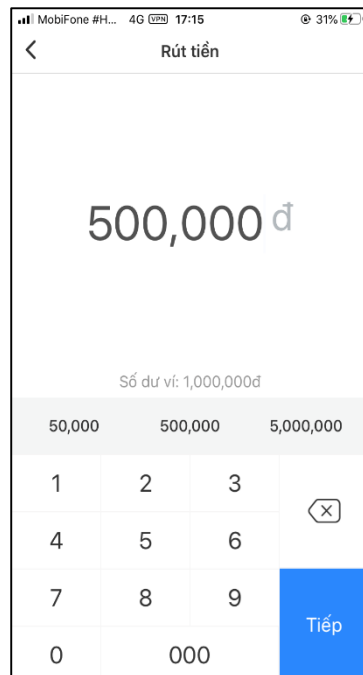 MobiFone #H... 4G VPN 17:15 31%
Rút tiền
500,000 đ
Số dư ví: 1,000,000đ
50,000 500,000 5,000,000
1 2 3
4 5 6
7 8 9
Tiếp
0 000